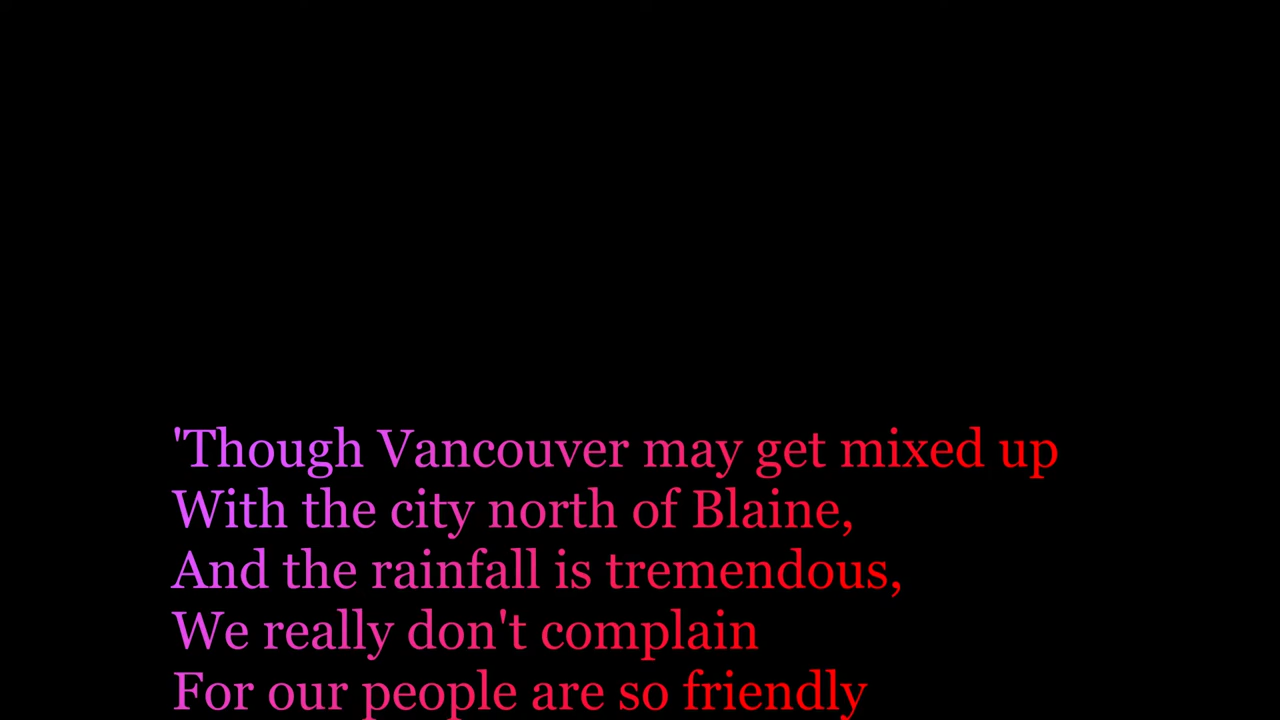 'Though Vancouver may get mixed up
With the city north of Blaine,
And the rainfall is tremendous,
We really don't complain
For our people are so friendly